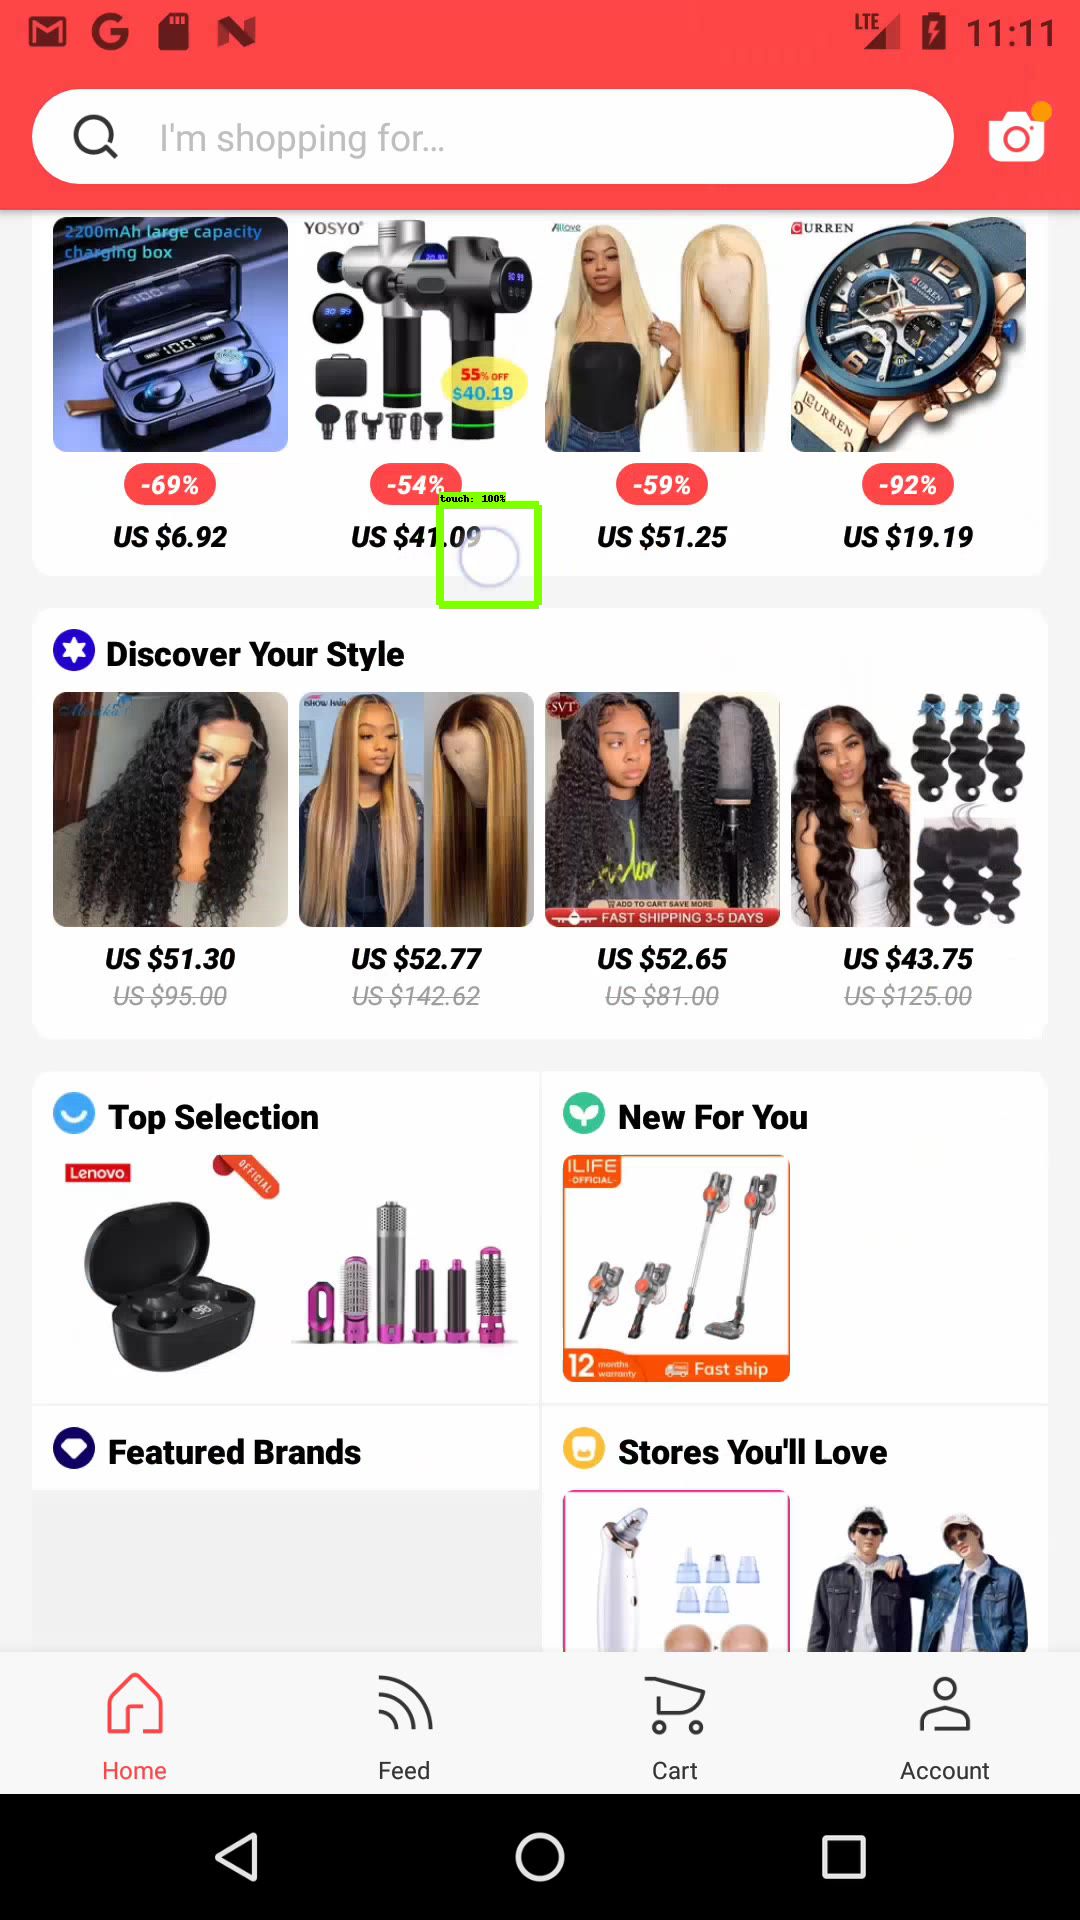 LTE
11:11
I'm shopping for...
2200mAh large capacity
charging box
YOSYO
55% OFF
$40.19
Allove
CURREN
CURREN
-69%
-54%
-59%
-92%
touch: 100%
US $6.92
US $41.09
US $51.25
US $19.19
Discover Your Style
ISHOW HAIR
SVT
ADD TO CART SAVE MORE
FAST SHIPPING 3-5 DAYS
US $51.30
US $52.77
US $52.65
US $43.75
US $95.00
US $142.62
US $81.00
US $125.00
Top Selection
New For You
Lenovo
OFFICIAL
ILIFE
-OFFICIAL-
12 months
warranty
Fast ship
Featured Brands
Stores You'll Love
Home
Feed
Cart
Account